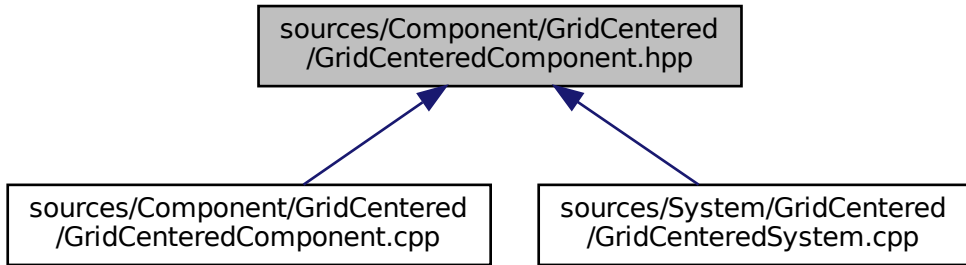 sources/Component/GridCentered
/GridCenteredComponent.hpp
sources/Component/GridCentered
/GridCenteredComponent.cpp
sources/System/GridCentered
/GridCenteredSystem.cpp